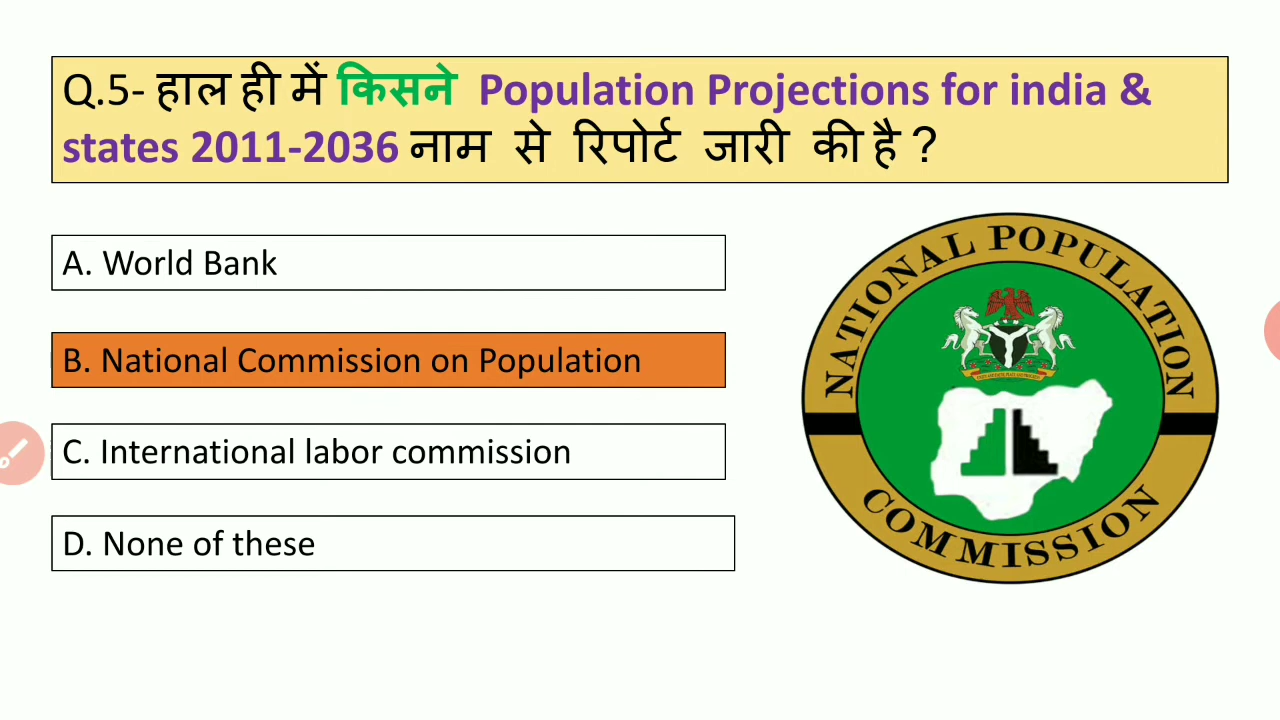 Q.5- हाल ही में किसने Population Projections for india &
states 2011-2036 नाम से रिपोर्ट जारी की है ?
A. World Bank
B. National Commission on Population
C. International labor commission
D. None of these
NATIONAL POPULATION
COMMISSION